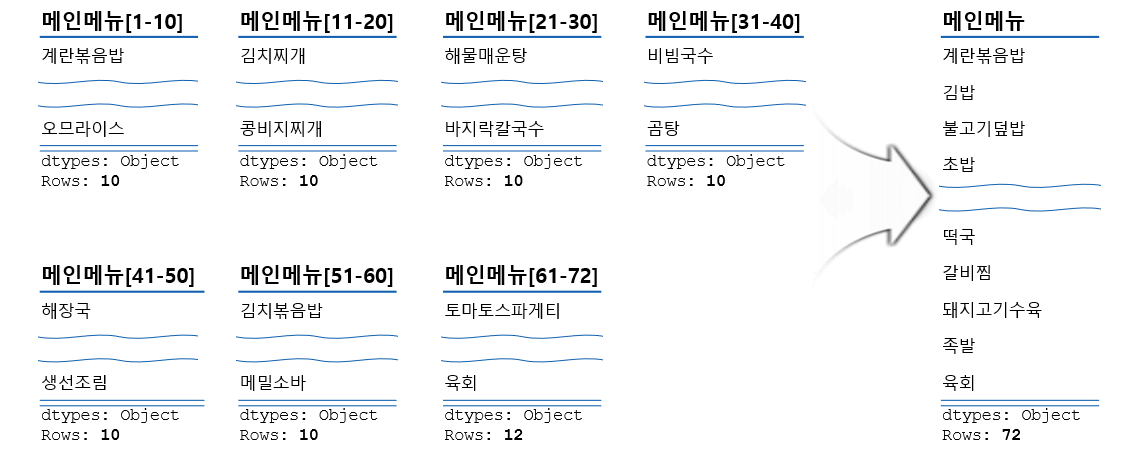 메인메뉴[1-10]
계란볶음밥
오므라이스
dtypes: Object
Rows: 10
메인메뉴[11-20]
김치찌개
콩비지찌개
dtypes: Object
Rows: 10
메인메뉴[21-30]
해물매운탕
바지락칼국수
dtypes: Object
Rows: 10
메인메뉴[31-40]
비빔국수
곰탕
dtypes: Object
Rows: 10
메인메뉴[41-50]
해장국
생선조림
dtypes: Object
Rows: 10
메인메뉴[51-60]
김치볶음밥
메밀소바
dtypes: Object
Rows: 10
메인메뉴[61-72]
토마토스파게티
육회
dtypes: Object
Rows: 12
메인메뉴
계란볶음밥
김밥
불고기덮밥
초밥
떡국
갈비찜
돼지고기수육
족발
육회
dtypes: Object
Rows: 72